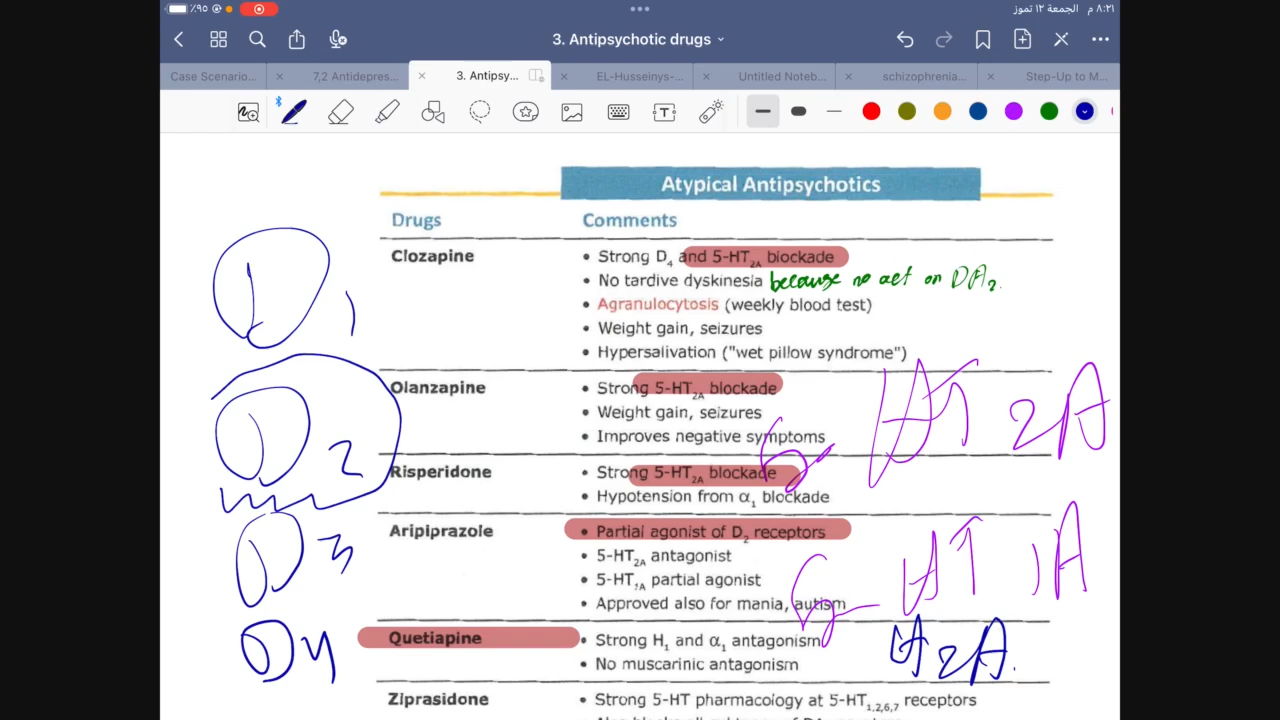 ٪٩٥
٨:٢١ م الجمعة ١٢ تموز
3. Antipsychotic drugs
Case Scenario...
7,2 Antidepres...
3. Antipsy...
EL-Husseinys-...
Untitled Noteb...
schizophrenia...
Step-Up to M...
T
Atypical Antipsychotics
Drugs Comments
Clozapine
• Strong D4 and 5-HT2A blockade
• No tardive dyskinesia because no act on DA2.
• Agranulocytosis (weekly blood test)
• Weight gain, seizures
• Hypersalivation ("wet pillow syndrome")
D1
Olanzapine
• Strong 5-HT2A blockade
• Weight gain, seizures
• Improves negative symptoms
D2
5-HT 2A
Risperidone
• Strong 5-HT2A blockade
• Hypotension from α1 blockade
Aripiprazole
• Partial agonist of D2 receptors
• 5-HT2A antagonist
• 5-HT1A partial agonist
• Approved also for mania, autism
D3
5-HT 1A
Quetiapine
• Strong H1 and α1 antagonism
• No muscarinic antagonism
D4
2A.
Ziprasidone
• Strong 5-HT pharmacology at 5-HT1,2,6,7 receptors